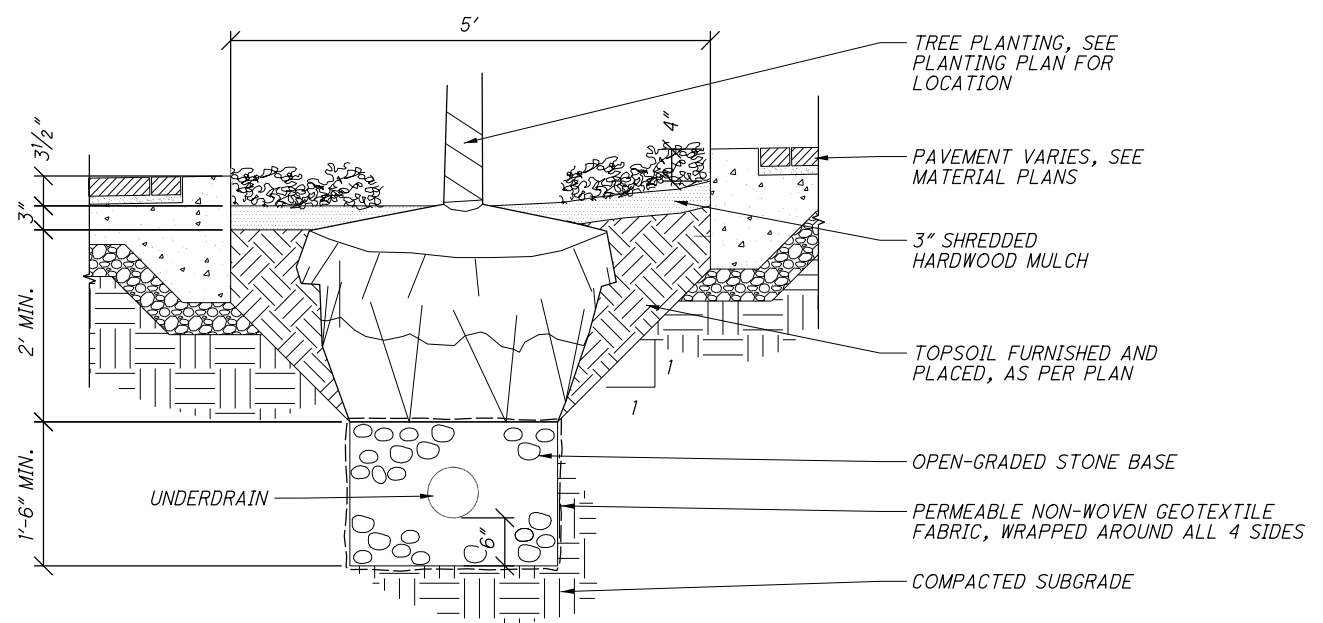 5'
TREE PLANTING, SEE
PLANTING PLAN FOR
LOCATION
4"
3½"
PAVEMENT VARIES, SEE
MATERIAL PLANS
3"
3" SHREDDED
HARDWOOD MULCH
2' MIN.
TOPSOIL FURNISHED AND
PLACED, AS PER PLAN
1
1
OPEN-GRADED STONE BASE
1'-6" MIN.
UNDERDRAIN
PERMEABLE NON-WOVEN GEOTEXTILE
FABRIC, WRAPPED AROUND ALL 4 SIDES
6"
COMPACTED SUBGRADE